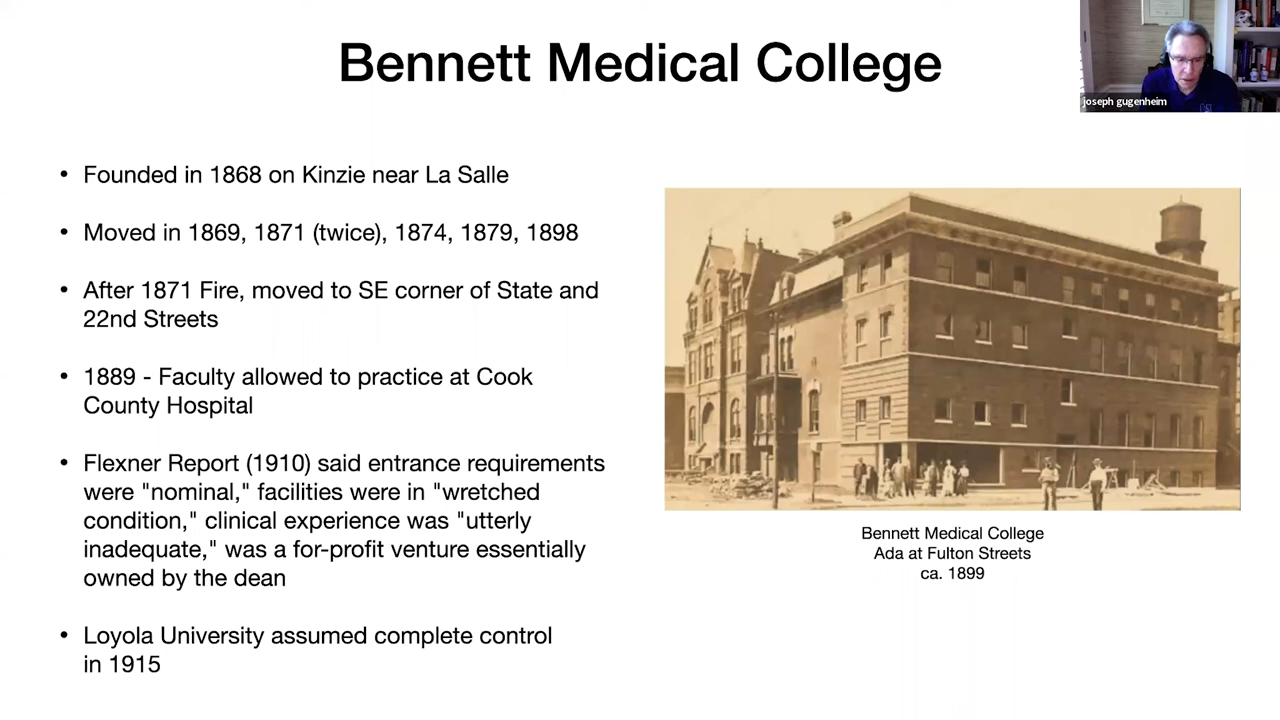 Bennett Medical College
joseph gugenheim
• Founded in 1868 on Kinzie near La Salle
• Moved in 1869, 1871 (twice), 1874, 1879, 1898
• After 1871 Fire, moved to SE corner of State and
22nd Streets
• 1889 - Faculty allowed to practice at Cook
County Hospital
• Flexner Report (1910) said entrance requirements
were "nominal," facilities were in "wretched
condition," clinical experience was "utterly
inadequate," was a for-profit venture essentially
owned by the dean
• Loyola University assumed complete control
in 1915
Bennett Medical College
Ada at Fulton Streets
ca. 1899